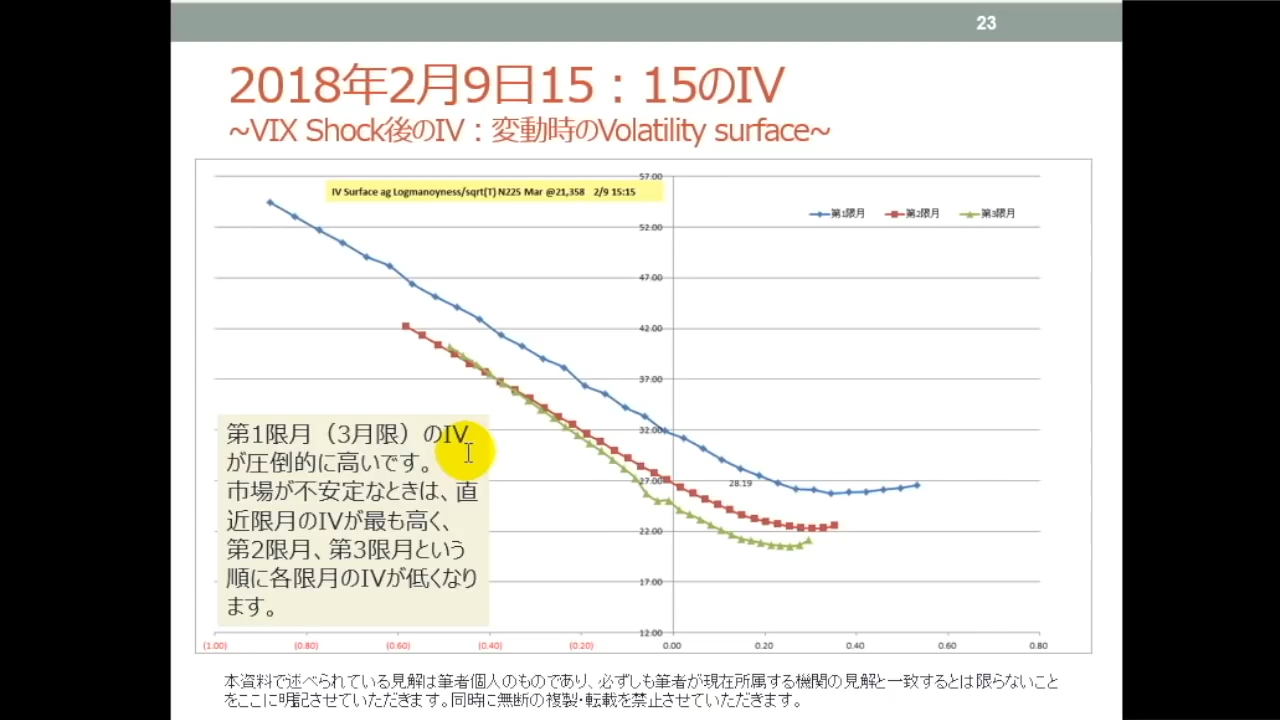 23
2018年2月9日15：15のIV
~VIX Shock後のIV：変動時のVolatility surface~
IV Surface ag Logmanoyness/sqrt(T) N225 Mar @21,358 2/9 15:15
第1限月 第2限月 第3限月
57.00
52.00
47.00
42.00
37.00
32.00
27.00
22.00
17.00
12.00
28.19
第1限月（3月限）のIV
が圧倒的に高いです。
市場が不安定なときは、直
近限月のIVが最も高く、
第2限月、第3限月という
順に各限月のIVが低くなり
ます。
(1.00) (0.80) (0.60) (0.40) (0.20) 0.00 0.20 0.40 0.60 0.80
本資料で述べられている見解は筆者個人のものであり、必ずしも筆者が現在所属する機関の見解と一致するとは限らないこと
をここに明記させていただきます。同時に無断の複製・転載を禁止させていただきます。